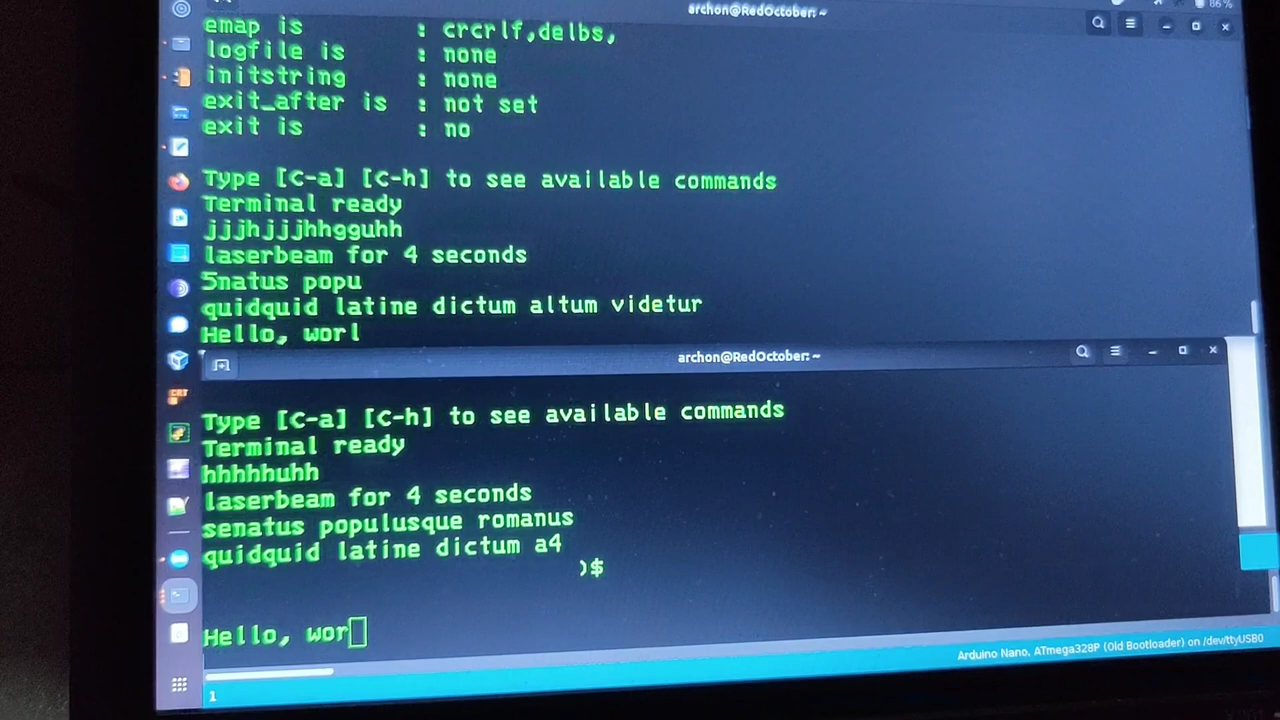 archon@RedOctober: ~
86 %
emap is : crcrlf,delbs,
logfile is : none
initstring : none
exit_after is : not set
exit is : no
Type [C-a] [C-h] to see available commands
Terminal ready
jjjhjjjhhgguhh
laserbeam for 4 seconds
5natus popu
quidquid latine dictum altum videtur
Hello, worl
archon@RedOctober: ~
Type [C-a] [C-h] to see available commands
Terminal ready
hhhhhuhh
laserbeam for 4 seconds
senatus populusque romanus
quidquid latine dictum a4
)$
Hello, wor
Arduino Nano, ATmega328P (Old Bootloader) on /dev/ttyUSB0
1